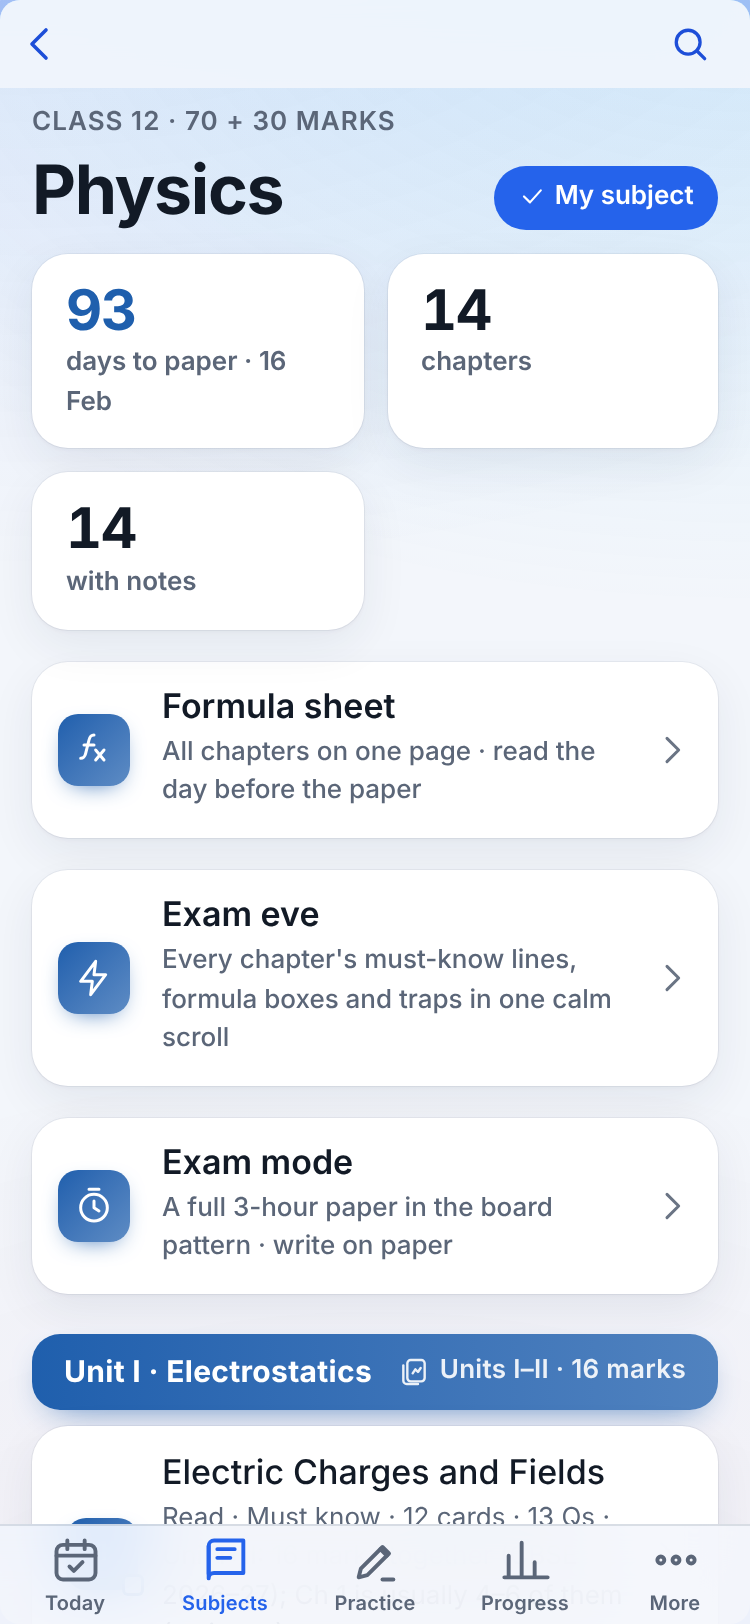 CLASS 12 · 70 + 30 MARKS
Physics
My subject
93
days to paper · 16
Feb
14
chapters
14
with notes
Formula sheet
All chapters on one page · read the
day before the paper
Exam eve
Every chapter's must-know lines,
formula boxes and traps in one calm
scroll
Exam mode
A full 3-hour paper in the board
pattern · write on paper
Unit I · Electrostatics
Units I–II · 16 marks
Electric Charges and Fields
Read · Must know · 12 cards · 13 Qs ·
Today
Subjects
Practice
Progress
More